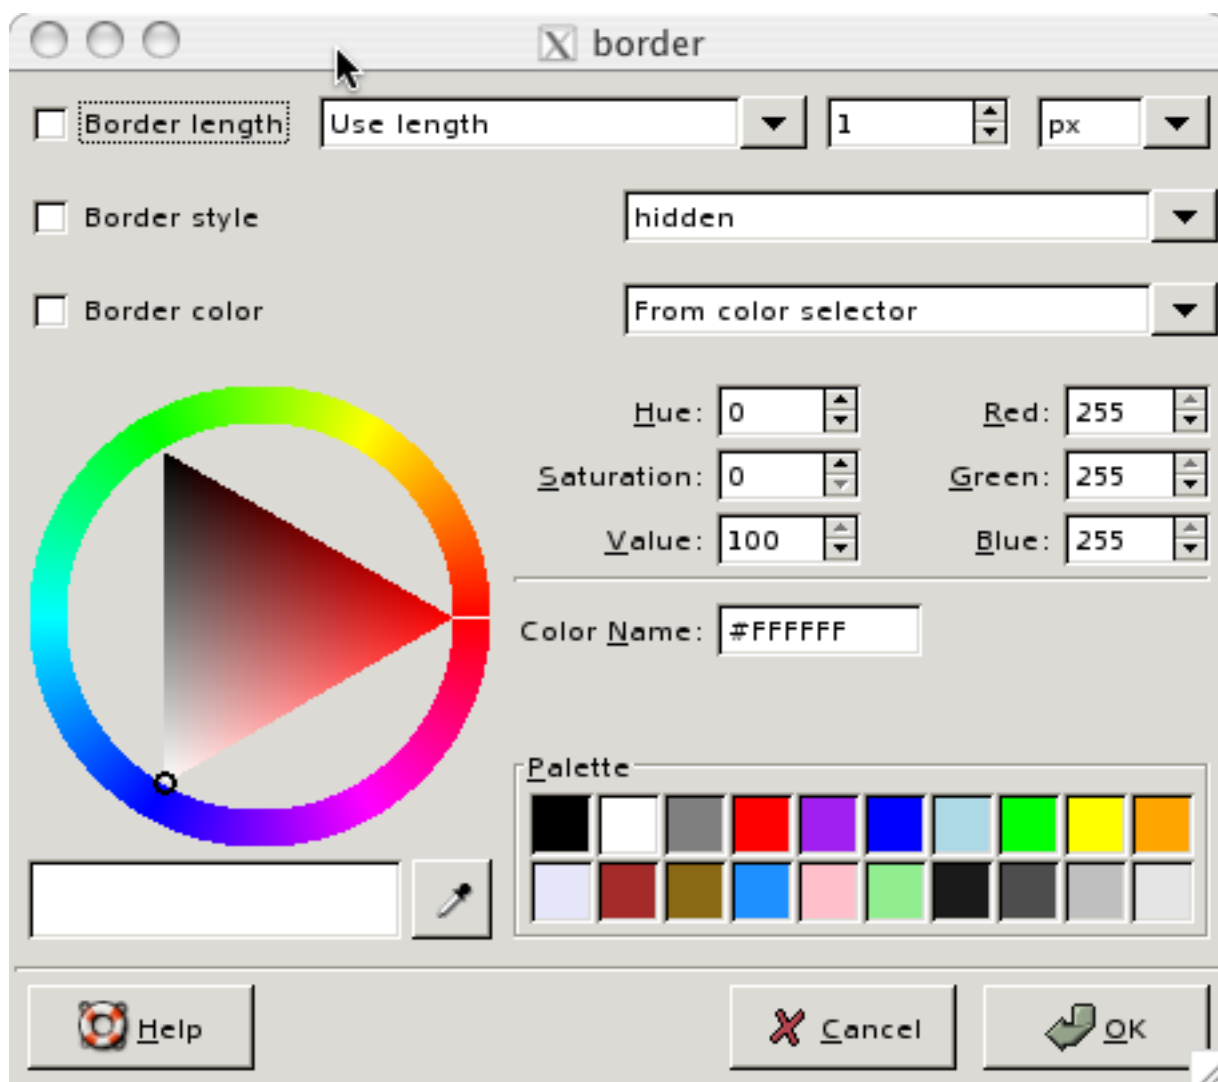 border
Border length Use length 1 px
Border style hidden
Border color From color selector
Hue: 0 Red: 255
Saturation: 0 Green: 255
Value: 100 Blue: 255
Color Name: #FFFFFF
Palette
Help Cancel OK